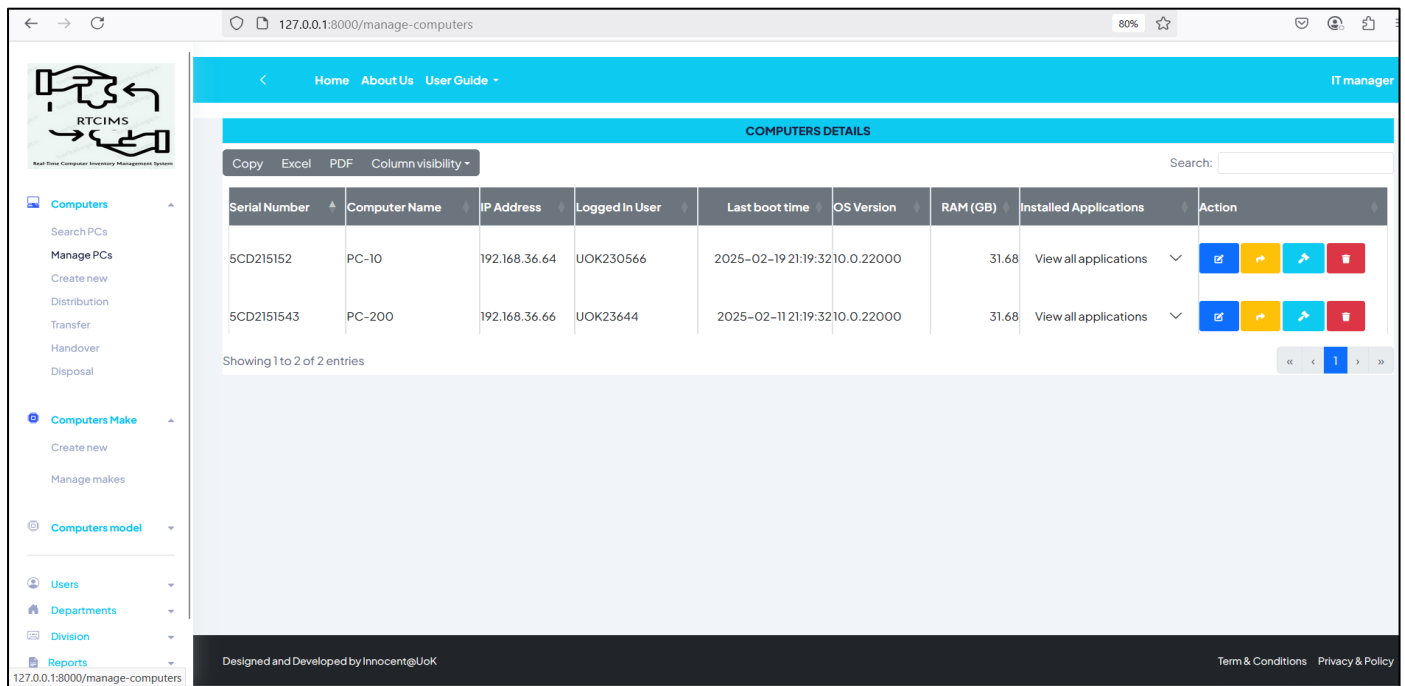 127.0.0.1:8000/manage-computers
80%
RTCIMS
Real-Time Computer Inventory Management System
Home About Us User Guide
IT manager
Computers
Search PCs
Manage PCs
Create new
Distribution
Transfer
Handover
Disposal
Computers Make
Create new
Manage makes
Computers model
Users
Departments
Division
Reports
COMPUTERS DETAILS
Copy Excel PDF Column visibility
Search:
Serial Number Computer Name IP Address Logged In User Last boot time OS Version RAM (GB) Installed Applications Action
5CD215152 PC-10 192.168.36.64 UOK230566 2025-02-19 21:19:32 10.0.22000 31.68 View all applications
5CD2151543 PC-200 192.168.36.66 UOK23644 2025-02-11 21:19:32 10.0.22000 31.68 View all applications
Showing 1 to 2 of 2 entries
« ‹ 1 › »
Designed and Developed by Innocent@UoK
Term & Conditions Privacy & Policy
127.0.0.1:8000/manage-computers